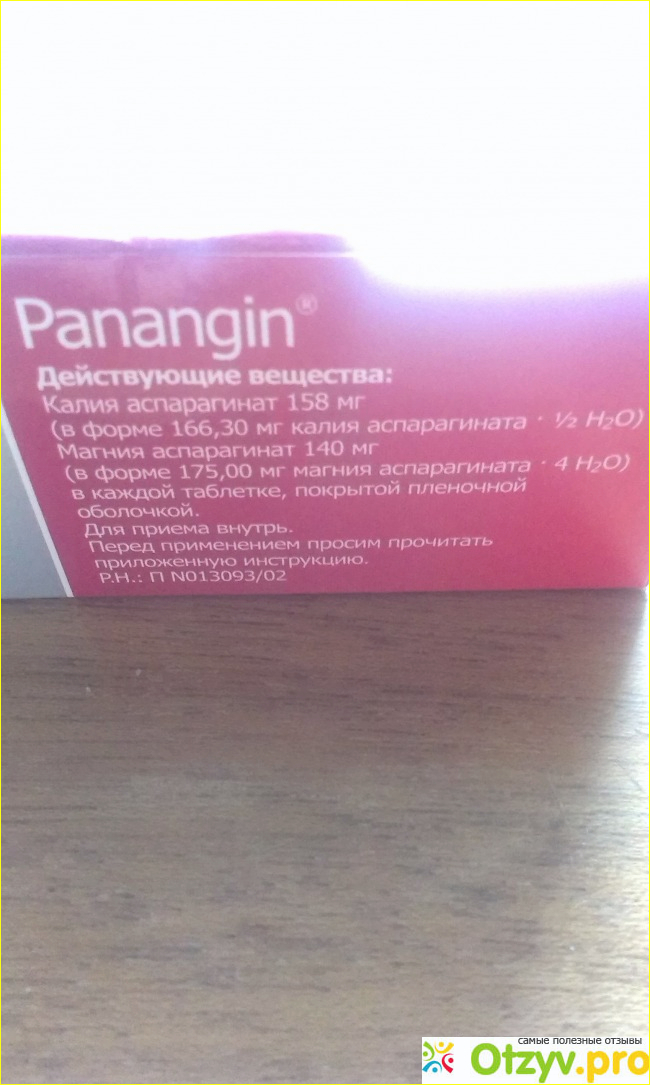 Panangin®
Действующие вещества:
Калия аспарагинат 158 мг
(в форме 166,30 мг калия аспарагината · ½ H₂O)
Магния аспарагинат 140 мг
(в форме 175,00 мг магния аспарагината · 4 H₂O)
в каждой таблетке, покрытой пленочной
оболочкой.
Для приема внутрь.
Перед применением просим прочитать
приложенную инструкцию.
Р.Н.: П N013093/02
самые полезные отзывы
Otzyv.pro